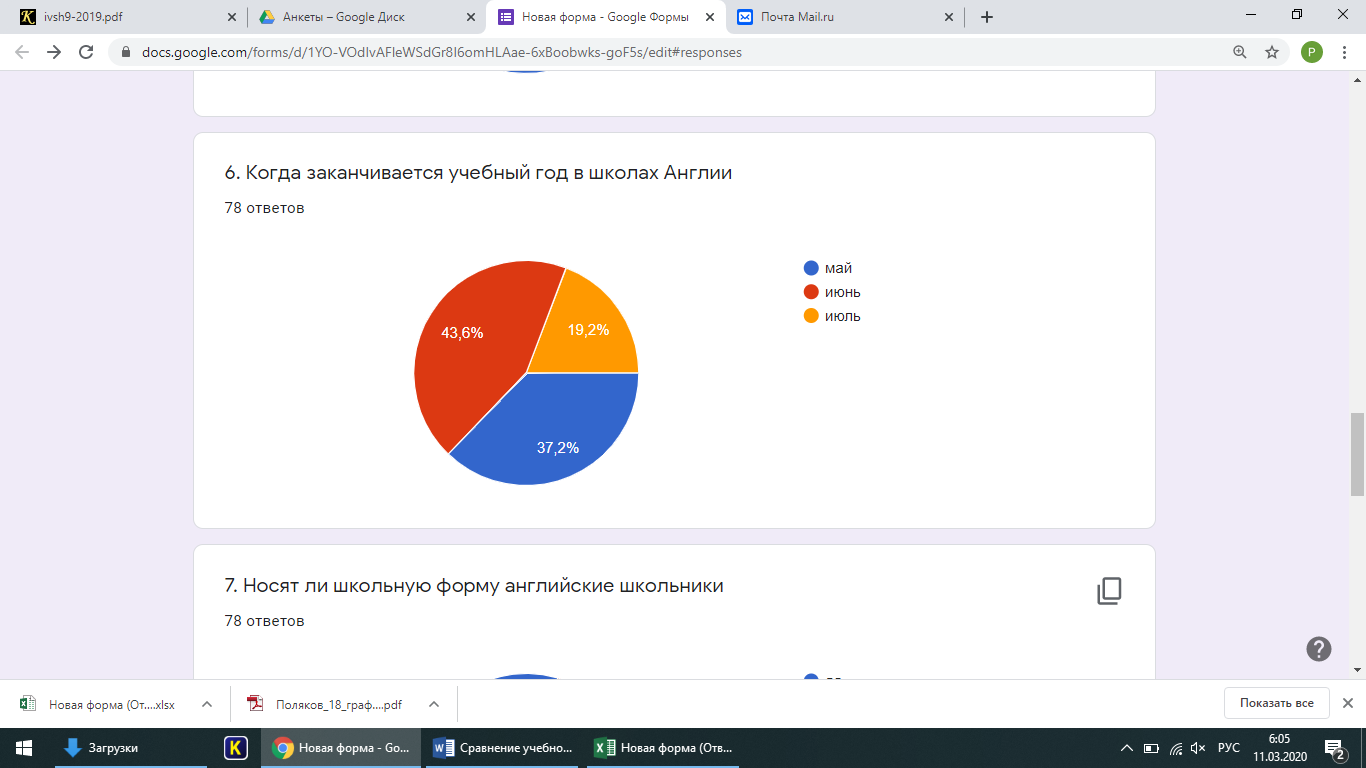 ivsh9-2019.pdf
Анкеты – Google Диск
Новая форма - Google Формы
Почта Mail.ru
docs.google.com/forms/d/1YO-VOdIvAFleWSdGr8I6omHLAae-6xBoobwks-goF5s/edit#responses
P
6. Когда заканчивается учебный год в школах Англии
78 ответов
май
июнь
июль
43,6%
19,2%
37,2%
7. Носят ли школьную форму английские школьники
78 ответов
Новая форма (От....xlsx
Поляков_18_граф....pdf
Показать все
Загрузки
K
Новая форма - Go...
Сравнение учебно...
Новая форма (Отв...
РУС
6:05
11.03.2020
2